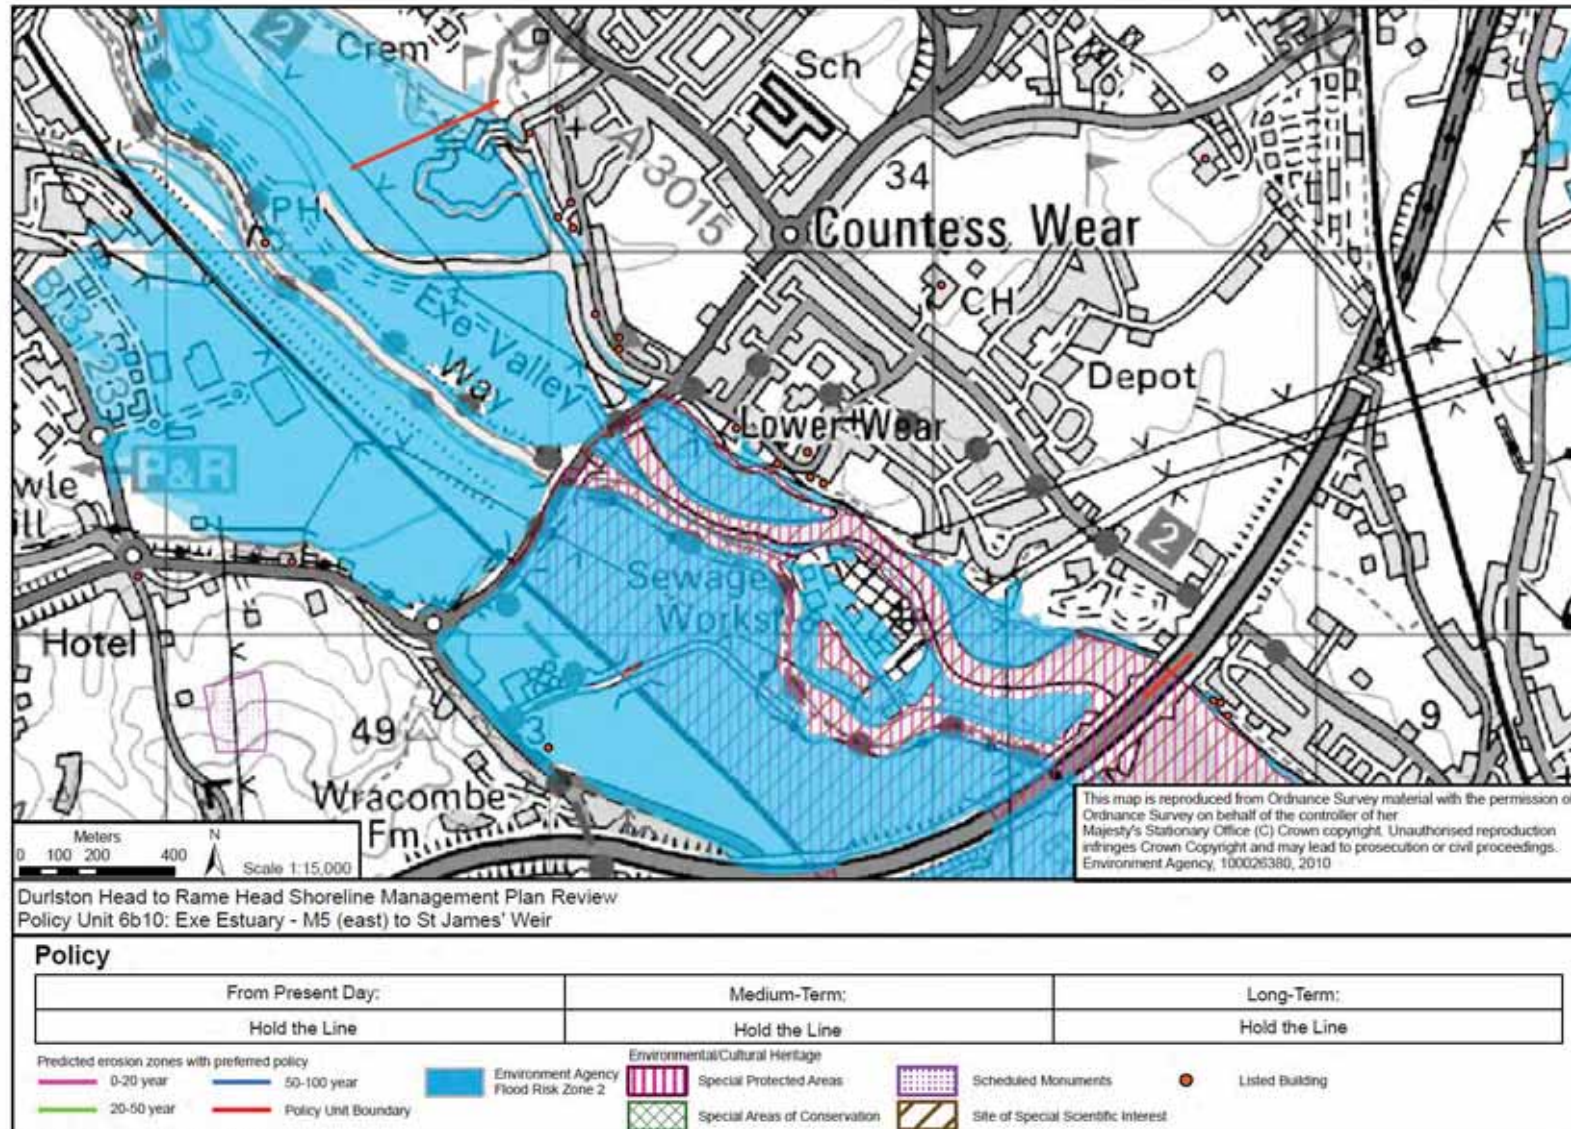 Crem
2
92
Sch
A 3015
34
PH
Countess Wear
CH
Exe Valley
Way
B3123
Depot
Lower Wear
P&R
wle
ill
2
Sewage
Works
Hotel
3
49
9
Wracombe
Fm
This map is reproduced from Ordnance Survey material with the permission of
Ordnance Survey on behalf of the controller of her
Majesty's Stationary Office (C) Crown copyright. Unauthorised reproduction
infringes Crown Copyright and may lead to prosecution or civil proceedings.
Environment Agency, 100026380, 2010
Meters
0 100 200 400
N
Scale 1:15,000
Durlston Head to Rame Head Shoreline Management Plan Review
Policy Unit 6b10: Exe Estuary - M5 (east) to St James' Weir
Policy
From Present Day: Medium-Term: Long-Term:
Hold the Line Hold the Line Hold the Line
Predicted erosion zones with preferred policy
0-20 year
50-100 year
20-50 year
Policy Unit Boundary
Environment Agency
Flood Risk Zone 2
Environmental/Cultural Heritage
Special Protected Areas
Scheduled Monuments
Listed Building
Special Areas of Conservation
Site of Special Scientific Interest